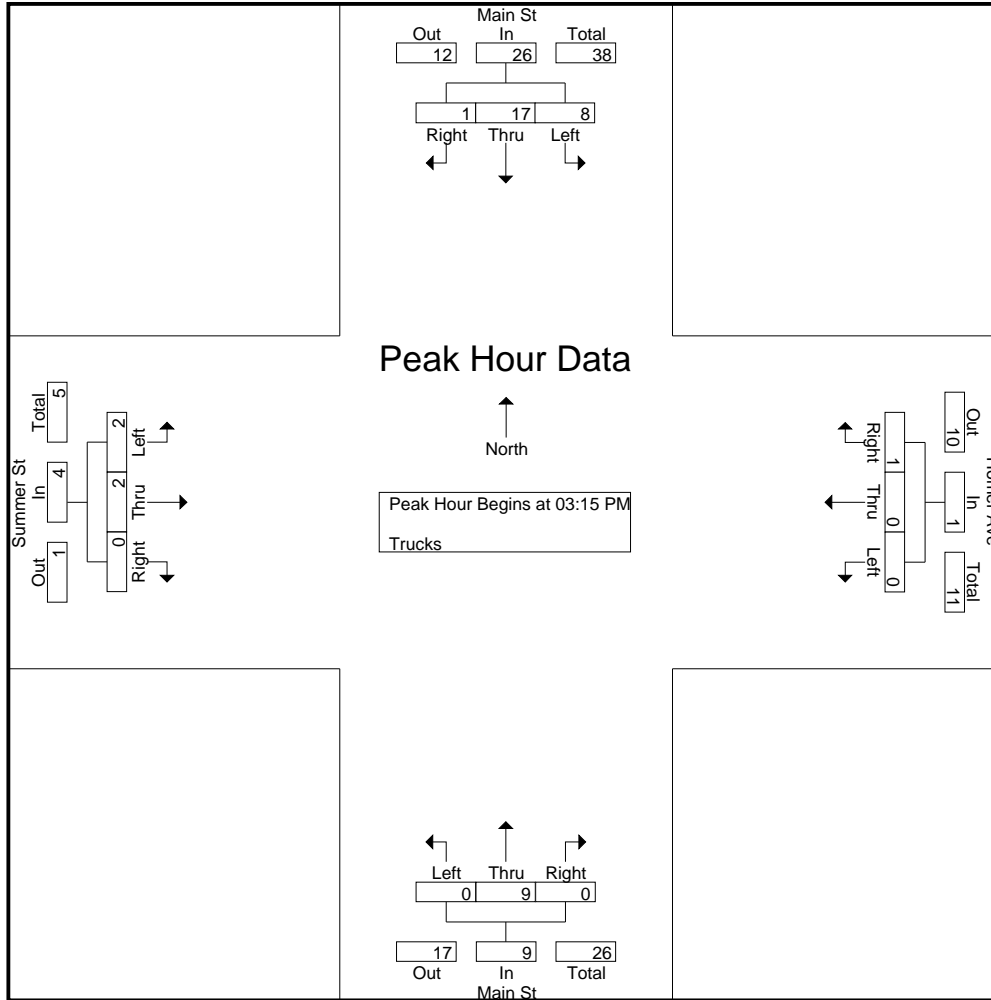 Main St
Out In Total
12 26 38
1 17 8
Right Thru Left
Peak Hour Data
North
Peak Hour Begins at 03:15 PM
Trucks
Summer St
Total In Out
5 4 1
2 2 0
Left Thru Right
Out In Total
10 1 11
Right Thru Left
1 0 0
Left Thru Right
0 9 0
17 9 26
Out In Total
Main St